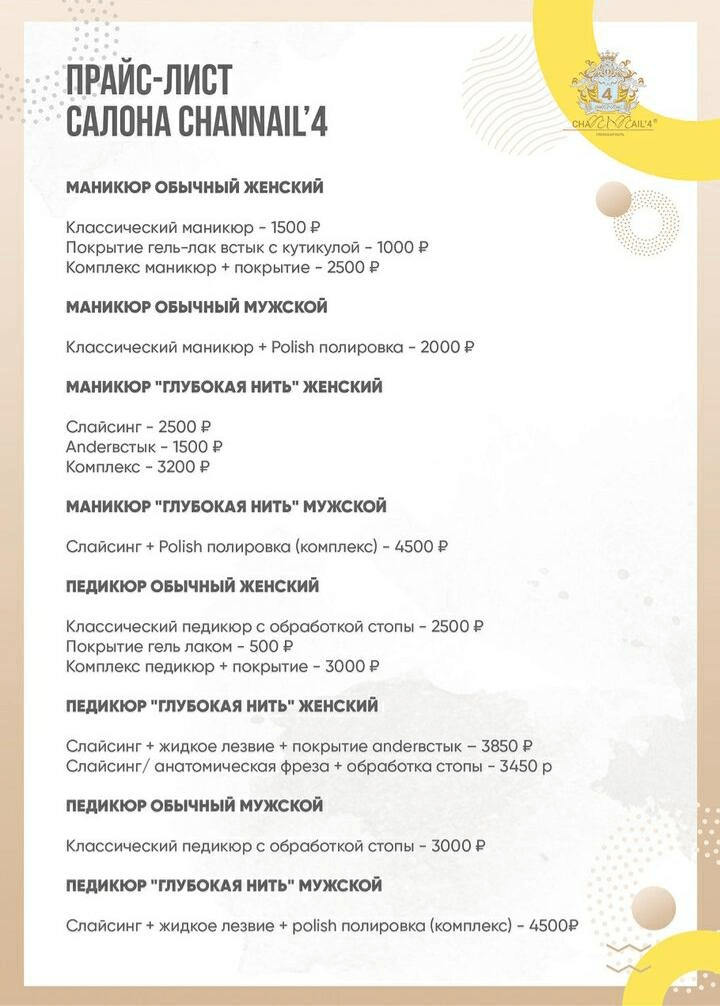 ПРАЙС-ЛИСТ
САЛОНА CHANNAIL'4
4
CHANNAIL'4®
МАНИКЮР ОБЫЧНЫЙ ЖЕНСКИЙ
Классический маникюр - 1500 ₽
Покрытие гель-лак встык с кутикулой - 1000 ₽
Комплекс маникюр + покрытие - 2500 ₽
МАНИКЮР ОБЫЧНЫЙ МУЖСКОЙ
Классический маникюр + Polish полировка - 2000 ₽
МАНИКЮР "ГЛУБОКАЯ НИТЬ" ЖЕНСКИЙ
Слайсинг - 2500 ₽
Anderвстык - 1500 ₽
Комплекс - 3200 ₽
МАНИКЮР "ГЛУБОКАЯ НИТЬ" МУЖСКОЙ
Слайсинг + Polish полировка (комплекс) - 4500 ₽
ПЕДИКЮР ОБЫЧНЫЙ ЖЕНСКИЙ
Классический педикюр с обработкой стопы - 2500 ₽
Покрытие гель лаком - 500 ₽
Комплекс педикюр + покрытие - 3000 ₽
ПЕДИКЮР "ГЛУБОКАЯ НИТЬ" ЖЕНСКИЙ
Слайсинг + жидкое лезвие + покрытие anderвстык – 3850 ₽
Слайсинг/ анатомическая фреза + обработка стопы - 3450 р
ПЕДИКЮР ОБЫЧНЫЙ МУЖСКОЙ
Классический педикюр с обработкой стопы - 3000 ₽
ПЕДИКЮР "ГЛУБОКАЯ НИТЬ" МУЖСКОЙ
Слайсинг + жидкое лезвие + polish полировка (комплекс) - 4500₽